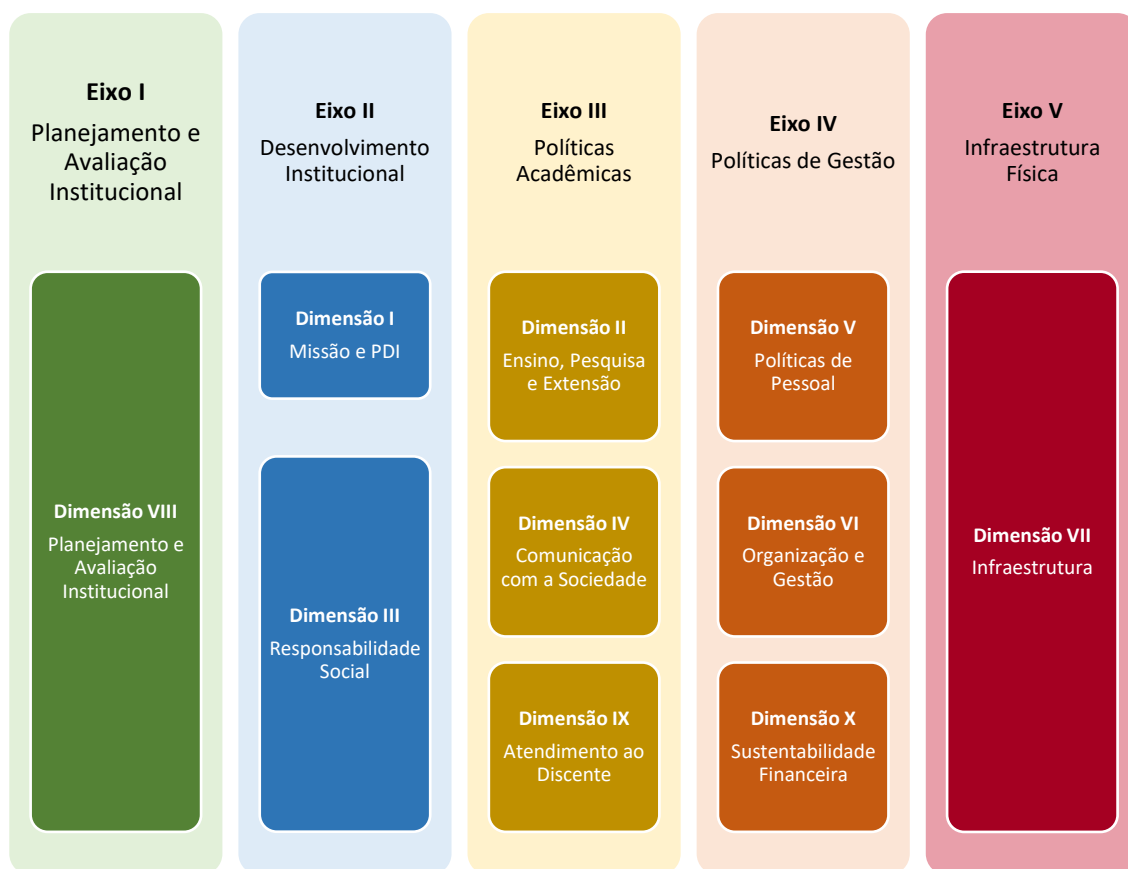 Eixo I
Planejamento e
Avaliação
Institucional
Dimensão VIII
Planejamento e
Avaliação
Institucional
Eixo II
Desenvolvimento
Institucional
Dimensão I
Missão e PDI
Dimensão III
Responsabilidade
Social
Eixo III
Políticas
Acadêmicas
Dimensão II
Ensino, Pesquisa
e Extensão
Dimensão IV
Comunicação
com a Sociedade
Dimensão IX
Atendimento ao
Discente
Eixo IV
Políticas de Gestão
Dimensão V
Políticas de
Pessoal
Dimensão VI
Organização e
Gestão
Dimensão X
Sustentabilidade
Financeira
Eixo V
Infraestrutura
Física
Dimensão VII
Infraestrutura